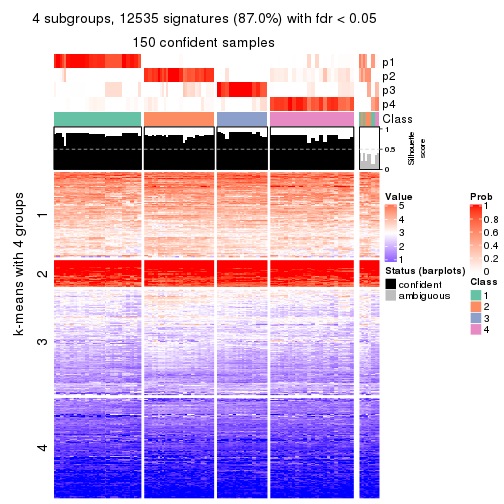 4 subgroups, 12535 signatures (87.0%) with fdr < 0.05
150 confident samples
p1
p2
p3
p4
Class
1
0.5
0
Silhouette
score
k-means with 4 groups
1
2
3
4
Value
5
4
3
2
1
Status (barplots)
confident
ambiguous
Prob
1
0.8
0.6
0.4
0.2
0
Class
1
2
3
4